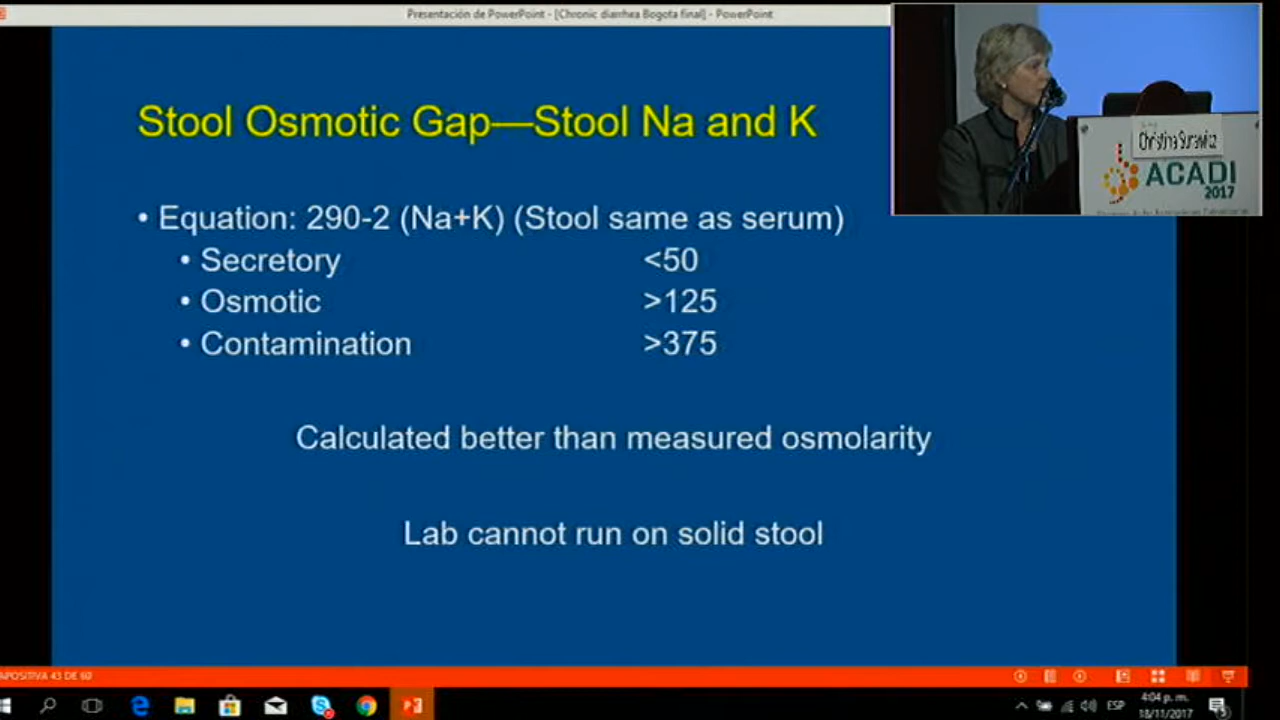 Presentación de PowerPoint - [Chronic diarrhea Bogota final] - PowerPoint
Stool Osmotic Gap—Stool Na and K
• Equation: 290-2 (Na+K) (Stool same as serum)
• Secretory <50
• Osmotic >125
• Contamination >375
Calculated better than measured osmolarity
Lab cannot run on solid stool
Christina Surawicz
ACADI
2017
APOSITIVA 43 DE 60
ESP
4:04 p. m.
18/11/2017